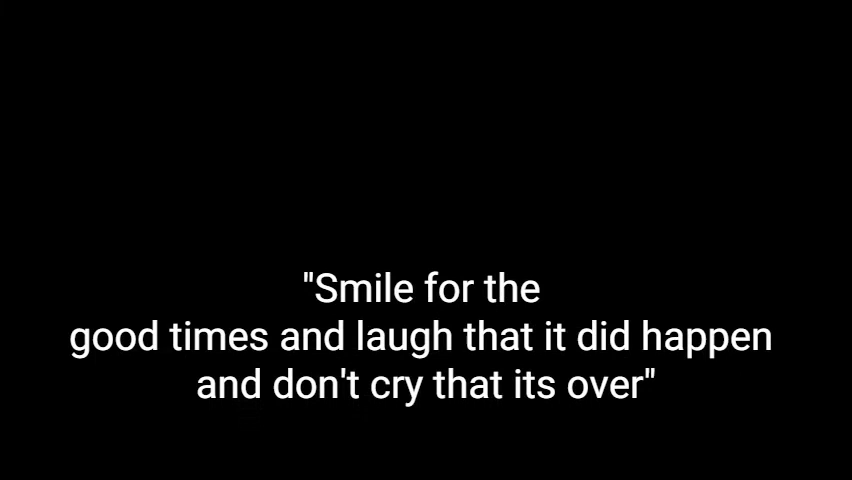 "Smile for the
good times and laugh that it did happen
and don't cry that its over"